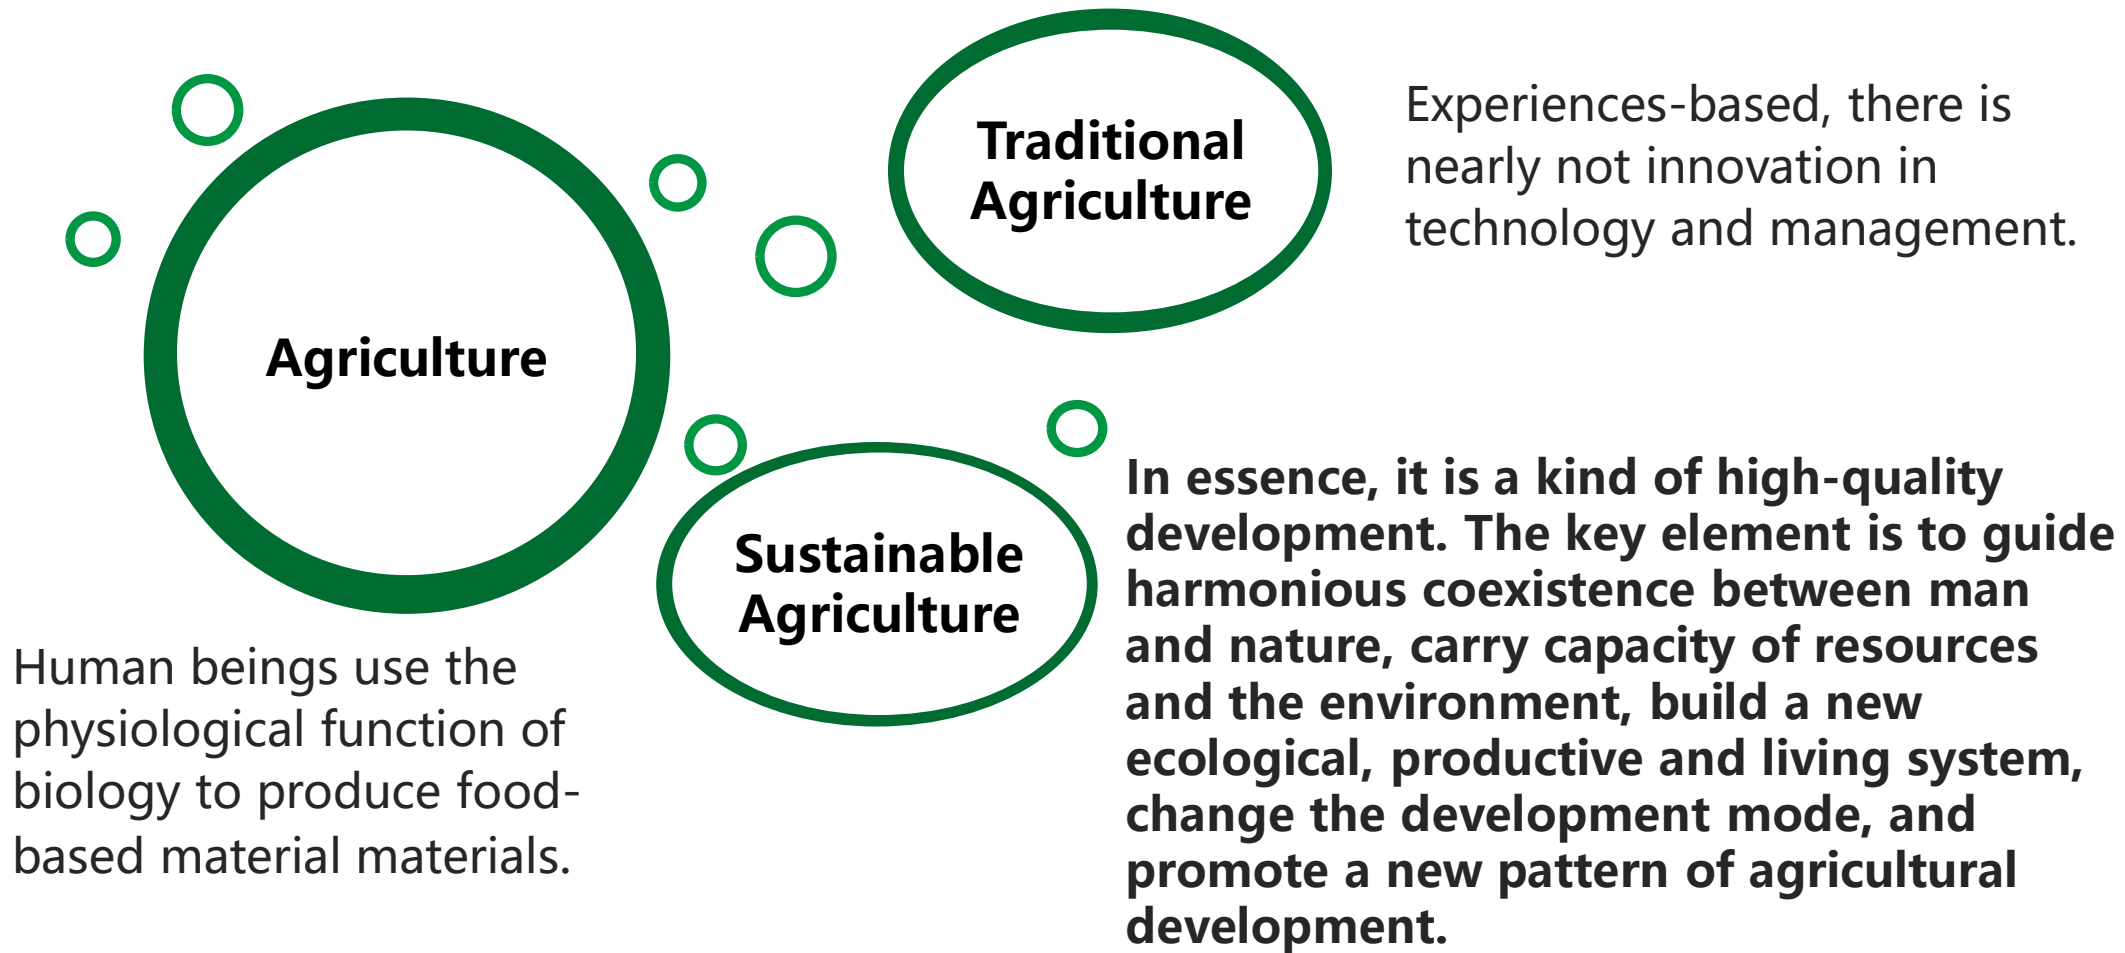 Agriculture
Human beings use the
physiological function of
biology to produce food-
based material materials.
Traditional
Agriculture
Experiences-based, there is
nearly not innovation in
technology and management.
Sustainable
Agriculture
In essence, it is a kind of high-quality
development. The key element is to guide
harmonious coexistence between man
and nature, carry capacity of resources
and the environment, build a new
ecological, productive and living system,
change the development mode, and
promote a new pattern of agricultural
development.